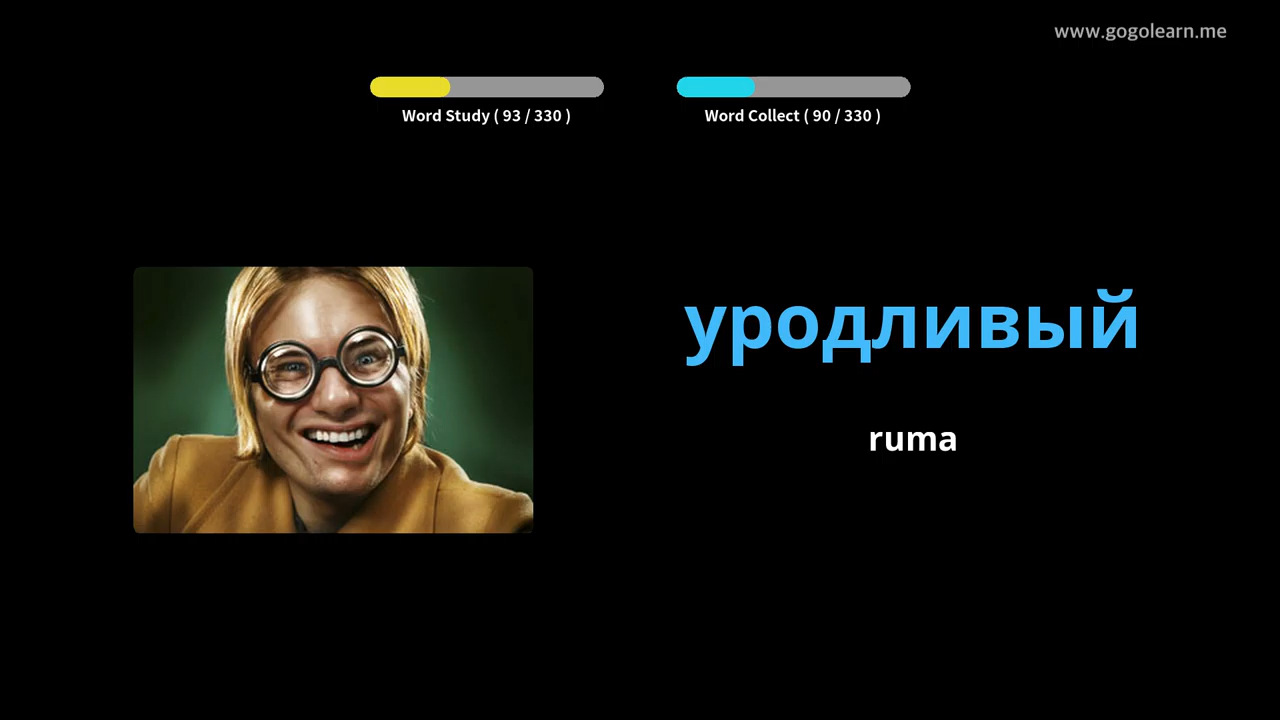 www.gogolearn.me
Word Study ( 93 / 330 )
Word Collect ( 90 / 330 )
уродливый
ruma